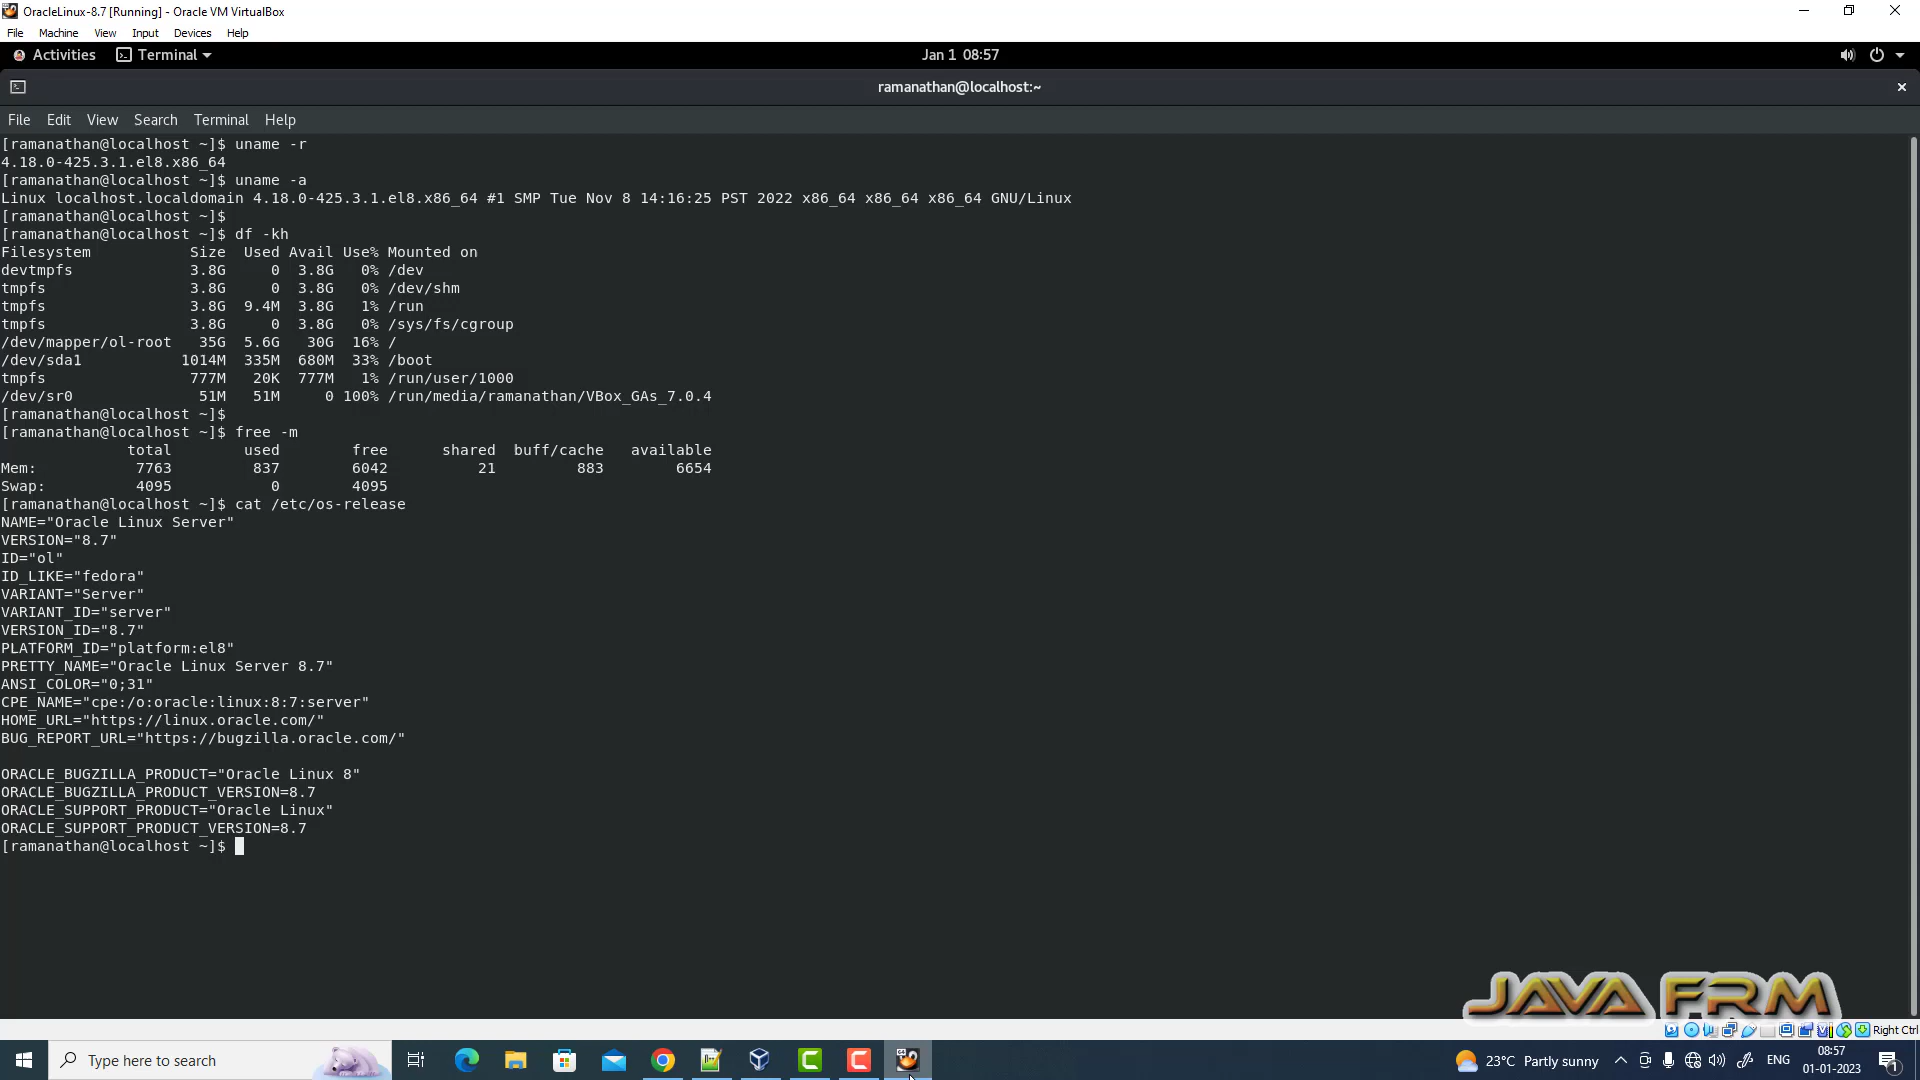 OracleLinux-8.7 [Running] - Oracle VM VirtualBox
File Machine View Input Devices Help
Activities Terminal Jan 1 08:57
ramanathan@localhost:~
File Edit View Search Terminal Help
[ramanathan@localhost ~]$ uname -r
4.18.0-425.3.1.el8.x86_64
[ramanathan@localhost ~]$ uname -a
Linux localhost.localdomain 4.18.0-425.3.1.el8.x86_64 #1 SMP Tue Nov 8 14:16:25 PST 2022 x86_64 x86_64 x86_64 GNU/Linux
[ramanathan@localhost ~]$
[ramanathan@localhost ~]$ df -kh
Filesystem Size Used Avail Use% Mounted on
devtmpfs 3.8G 0 3.8G 0% /dev
tmpfs 3.8G 0 3.8G 0% /dev/shm
tmpfs 3.8G 9.4M 3.8G 1% /run
tmpfs 3.8G 0 3.8G 0% /sys/fs/cgroup
/dev/mapper/ol-root 35G 5.6G 30G 16% /
/dev/sda1 1014M 335M 680M 33% /boot
tmpfs 777M 20K 777M 1% /run/user/1000
/dev/sr0 51M 51M 0 100% /run/media/ramanathan/VBox_GAs_7.0.4
[ramanathan@localhost ~]$
[ramanathan@localhost ~]$ free -m
total used free shared buff/cache available
Mem: 7763 837 6042 21 883 6654
Swap: 4095 0 4095
[ramanathan@localhost ~]$ cat /etc/os-release
NAME="Oracle Linux Server"
VERSION="8.7"
ID="ol"
ID_LIKE="fedora"
VARIANT="Server"
VARIANT_ID="server"
VERSION_ID="8.7"
PLATFORM_ID="platform:el8"
PRETTY_NAME="Oracle Linux Server 8.7"
ANSI_COLOR="0;31"
CPE_NAME="cpe:/o:oracle:linux:8:7:server"
HOME_URL="https://linux.oracle.com/"
BUG_REPORT_URL="https://bugzilla.oracle.com/"
ORACLE_BUGZILLA_PRODUCT="Oracle Linux 8"
ORACLE_BUGZILLA_PRODUCT_VERSION=8.7
ORACLE_SUPPORT_PRODUCT="Oracle Linux"
ORACLE_SUPPORT_PRODUCT_VERSION=8.7
[ramanathan@localhost ~]$
JAVA FRM
Right Ctrl
Type here to search
23°C Partly sunny
ENG
08:57
01-01-2023
1